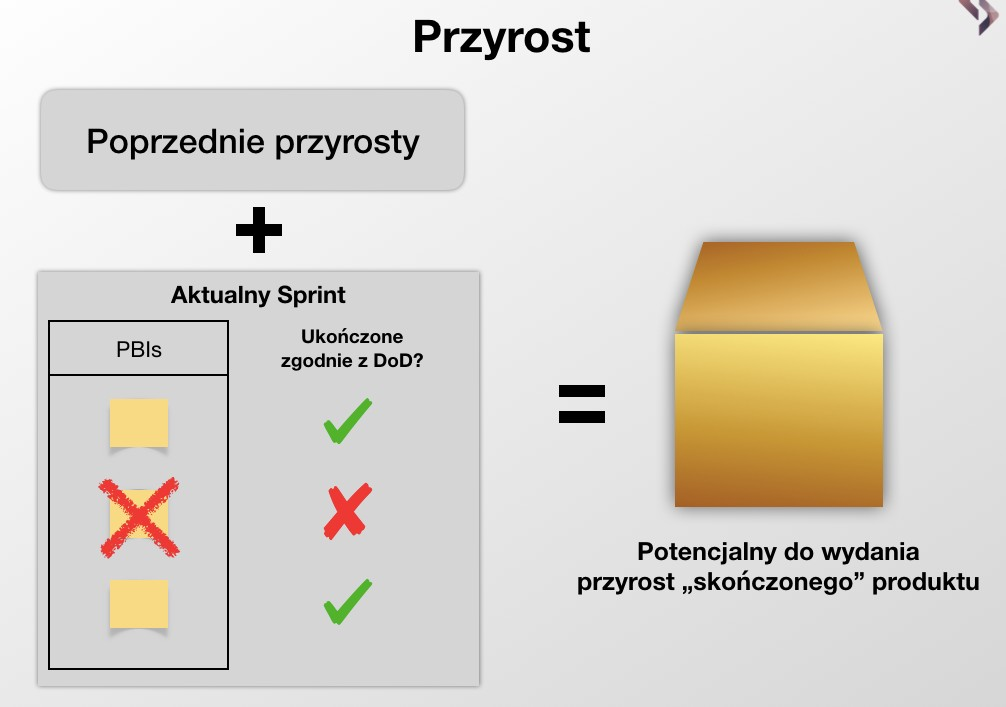 Przyrost
Poprzednie przyrosty
Aktualny Sprint
PBIs
Ukończone
zgodnie z DoD?
Potencjalny do wydania
przyrost „skończonego” produktu